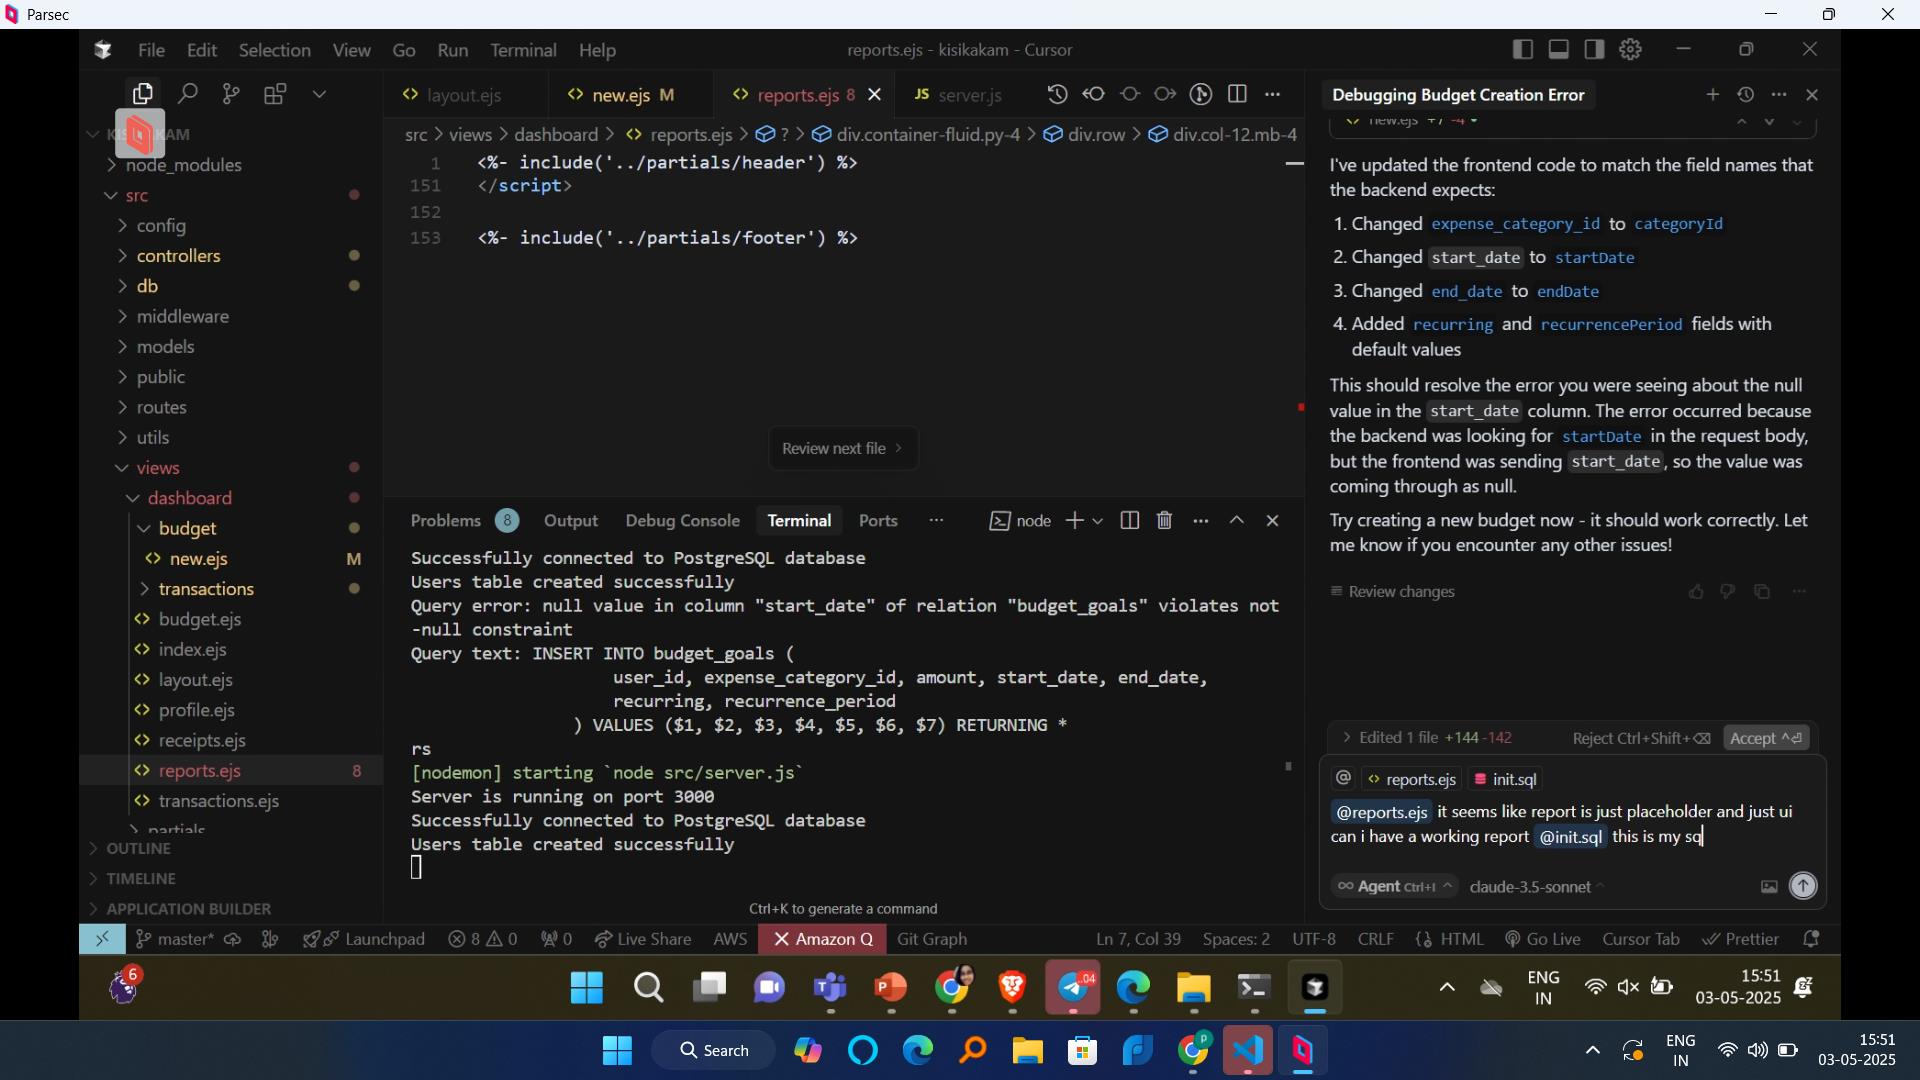 Parsec
File Edit Selection View Go Run Terminal Help
reports.ejs - kisikakam - Cursor
layout.ejs
new.ejs M
reports.ejs 8
JS server.js
src > views > dashboard > reports.ejs > ? > div.container-fluid.py-4 > div.row > div.col-12.mb-4
1 <%- include('../partials/header') %>
151 </script>
152
153 <%- include('../partials/footer') %>
Review next file >
node_modules
src
config
controllers
db
middleware
models
public
routes
utils
views
dashboard
budget
new.ejs M
transactions
budget.ejs
index.ejs
layout.ejs
profile.ejs
receipts.ejs
reports.ejs 8
transactions.ejs
partials
OUTLINE
TIMELINE
APPLICATION BUILDER
Problems 8 Output Debug Console Terminal Ports
node
Successfully connected to PostgreSQL database
Users table created successfully
Query error: null value in column "start_date" of relation "budget_goals" violates not
-null constraint
Query text: INSERT INTO budget_goals (
user_id, expense_category_id, amount, start_date, end_date,
recurring, recurrence_period
) VALUES ($1, $2, $3, $4, $5, $6, $7) RETURNING *
rs
[nodemon] starting `node src/server.js`
Server is running on port 3000
Successfully connected to PostgreSQL database
Users table created successfully
Ctrl+K to generate a command
Debugging Budget Creation Error
new.ejs +7 -4
I've updated the frontend code to match the field names that
the backend expects:
1. Changed expense_category_id to categoryId
2. Changed start_date to startDate
3. Changed end_date to endDate
4. Added recurring and recurrencePeriod fields with
default values
This should resolve the error you were seeing about the null
value in the start_date column. The error occurred because
the backend was looking for startDate in the request body,
but the frontend was sending start_date, so the value was
coming through as null.
Try creating a new budget now - it should work correctly. Let
me know if you encounter any other issues!
Review changes
> Edited 1 file +144 -142 Reject Ctrl+Shift+⌫ Accept ^⏎
@ reports.ejs init.sql
@reports.ejs it seems like report is just placeholder and just ui
can i have a working report @init.sql this is my sq
∞ Agent Ctrl+I ^ claude-3.5-sonnet ^
master* Launchpad 8 0 0 Live Share AWS Amazon Q Git Graph
Ln 7, Col 39 Spaces: 2 UTF-8 CRLF HTML Go Live Cursor Tab Prettier
6
.04
ENG
IN
15:51
03-05-2025
Search
P
ENG
IN
15:51
03-05-2025